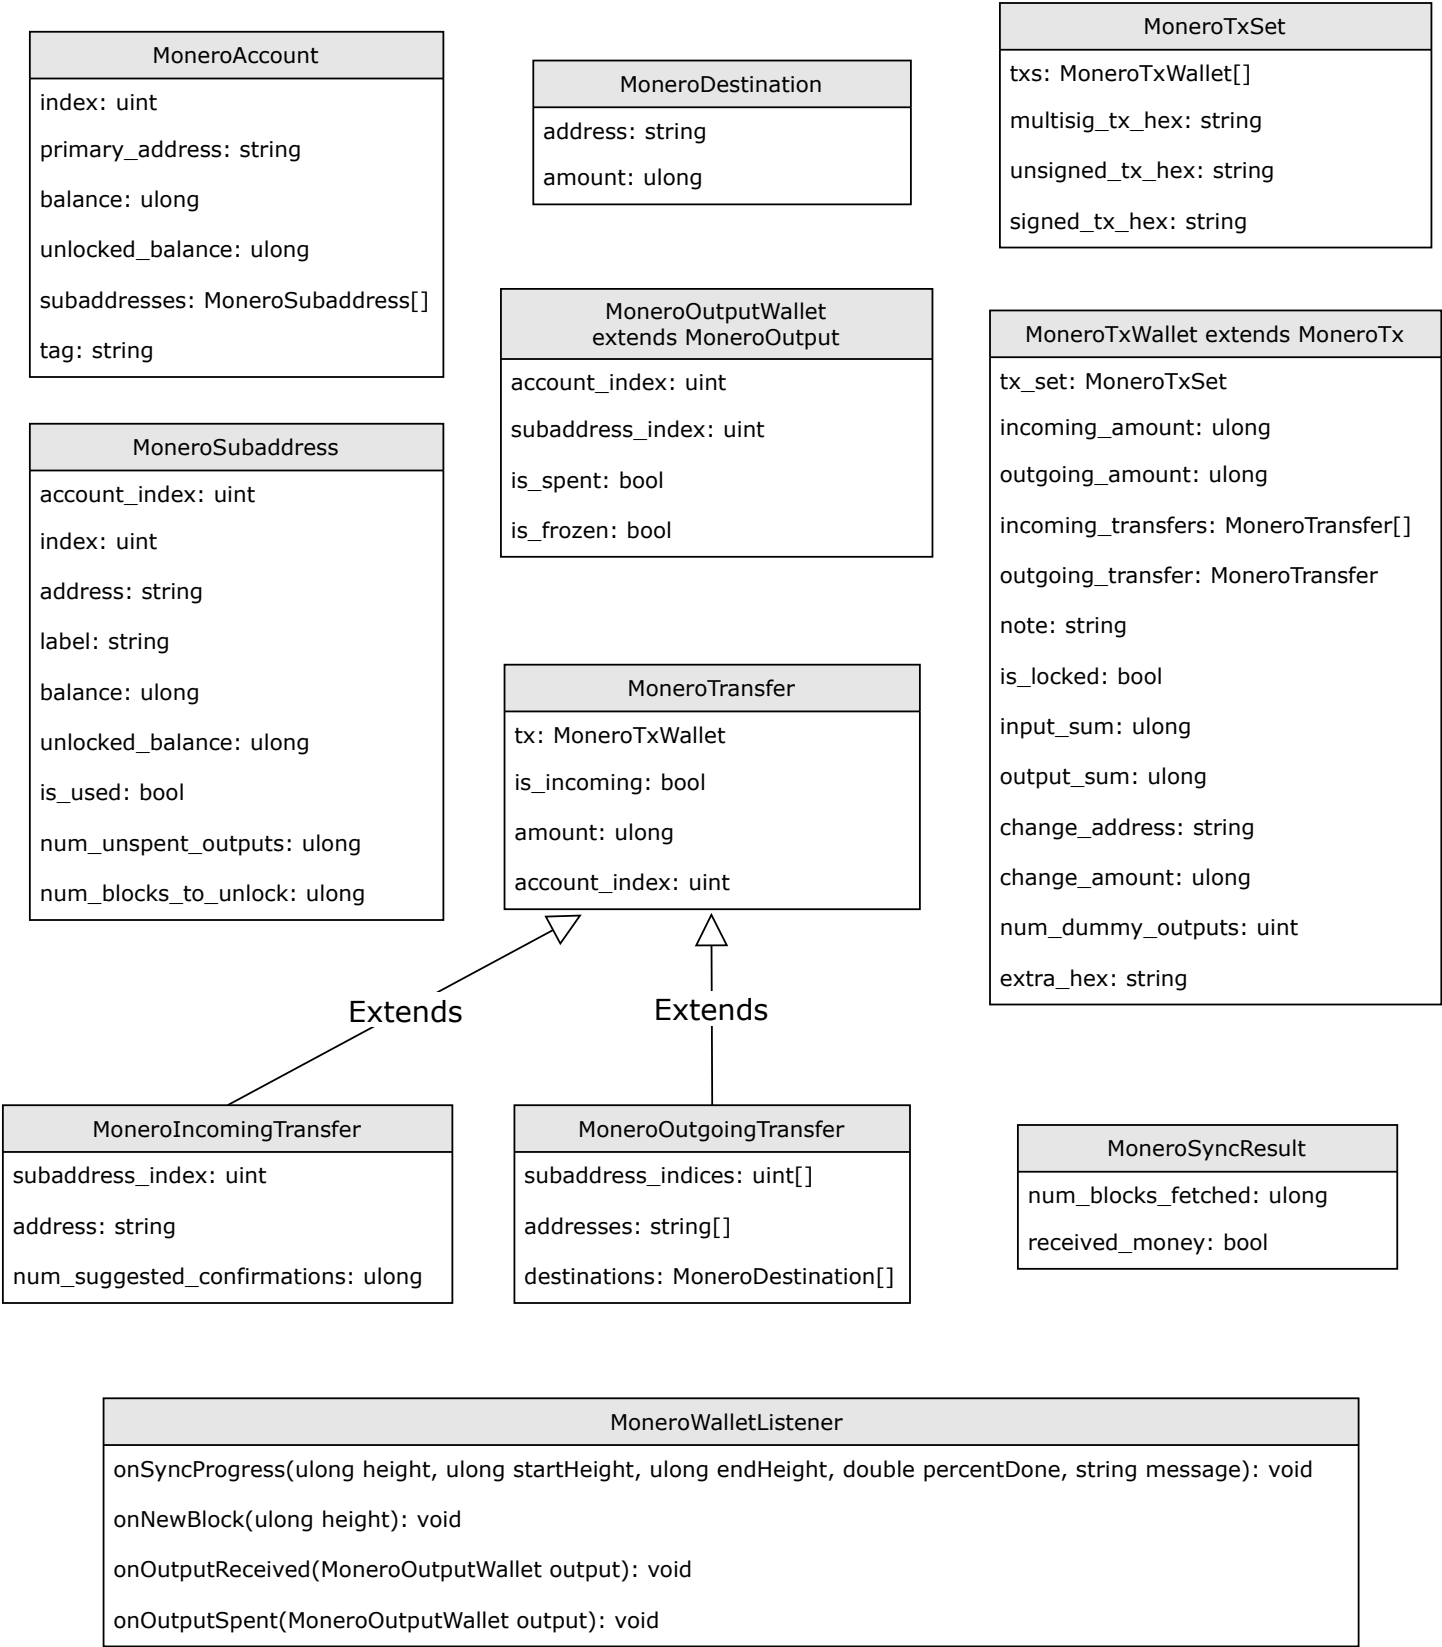 MoneroAccount
index: uint
primary_address: string
balance: ulong
unlocked_balance: ulong
subaddresses: MoneroSubaddress[]
tag: string
MoneroSubaddress
account_index: uint
index: uint
address: string
label: string
balance: ulong
unlocked_balance: ulong
is_used: bool
num_unspent_outputs: ulong
num_blocks_to_unlock: ulong
MoneroDestination
address: string
amount: ulong
MoneroOutputWallet
extends MoneroOutput
account_index: uint
subaddress_index: uint
is_spent: bool
is_frozen: bool
MoneroTransfer
tx: MoneroTxWallet
is_incoming: bool
amount: ulong
account_index: uint
MoneroTxSet
txs: MoneroTxWallet[]
multisig_tx_hex: string
unsigned_tx_hex: string
signed_tx_hex: string
MoneroTxWallet extends MoneroTx
tx_set: MoneroTxSet
incoming_amount: ulong
outgoing_amount: ulong
incoming_transfers: MoneroTransfer[]
outgoing_transfer: MoneroTransfer
note: string
is_locked: bool
input_sum: ulong
output_sum: ulong
change_address: string
change_amount: ulong
num_dummy_outputs: uint
extra_hex: string
Extends
Extends
MoneroIncomingTransfer
subaddress_index: uint
address: string
num_suggested_confirmations: ulong
MoneroOutgoingTransfer
subaddress_indices: uint[]
addresses: string[]
destinations: MoneroDestination[]
MoneroSyncResult
num_blocks_fetched: ulong
received_money: bool
MoneroWalletListener
onSyncProgress(ulong height, ulong startHeight, ulong endHeight, double percentDone, string message): void
onNewBlock(ulong height): void
onOutputReceived(MoneroOutputWallet output): void
onOutputSpent(MoneroOutputWallet output): void